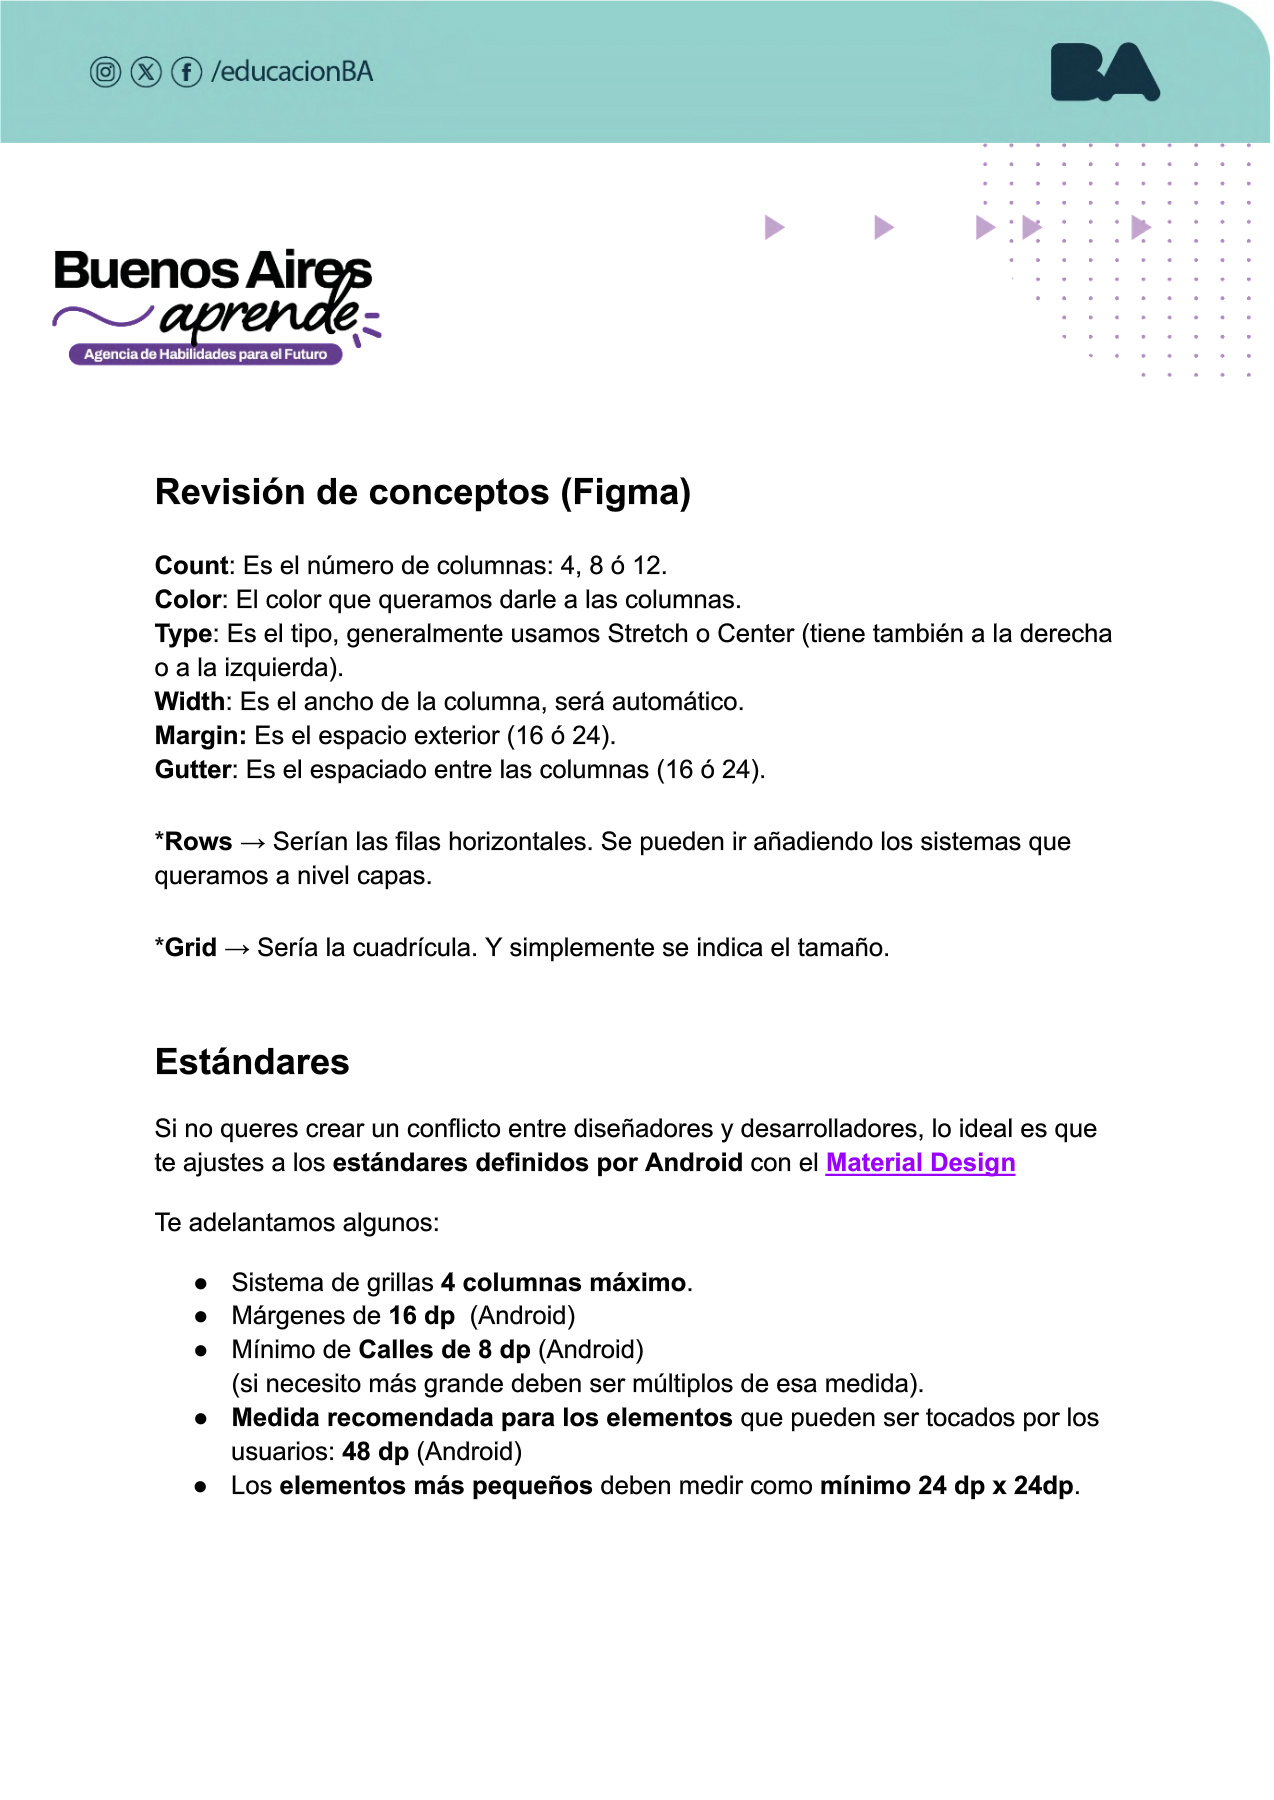 /educacionBA
BA
Buenos Aires
aprende
Agencia de Habilidades para el Futuro
Revisión de conceptos (Figma)
Count: Es el número de columnas: 4, 8 ó 12.
Color: El color que queramos darle a las columnas.
Type: Es el tipo, generalmente usamos Stretch o Center (tiene también a la derecha
o a la izquierda).
Width: Es el ancho de la columna, será automático.
Margin: Es el espacio exterior (16 ó 24).
Gutter: Es el espaciado entre las columnas (16 ó 24).
*Rows → Serían las filas horizontales. Se pueden ir añadiendo los sistemas que
queramos a nivel capas.
*Grid → Sería la cuadrícula. Y simplemente se indica el tamaño.
Estándares
Si no queres crear un conflicto entre diseñadores y desarrolladores, lo ideal es que
te ajustes a los estándares definidos por Android con el Material Design
Te adelantamos algunos:
● Sistema de grillas 4 columnas máximo.
● Márgenes de 16 dp (Android)
● Mínimo de Calles de 8 dp (Android)
(si necesito más grande deben ser múltiplos de esa medida).
● Medida recomendada para los elementos que pueden ser tocados por los
usuarios: 48 dp (Android)
● Los elementos más pequeños deben medir como mínimo 24 dp x 24dp.